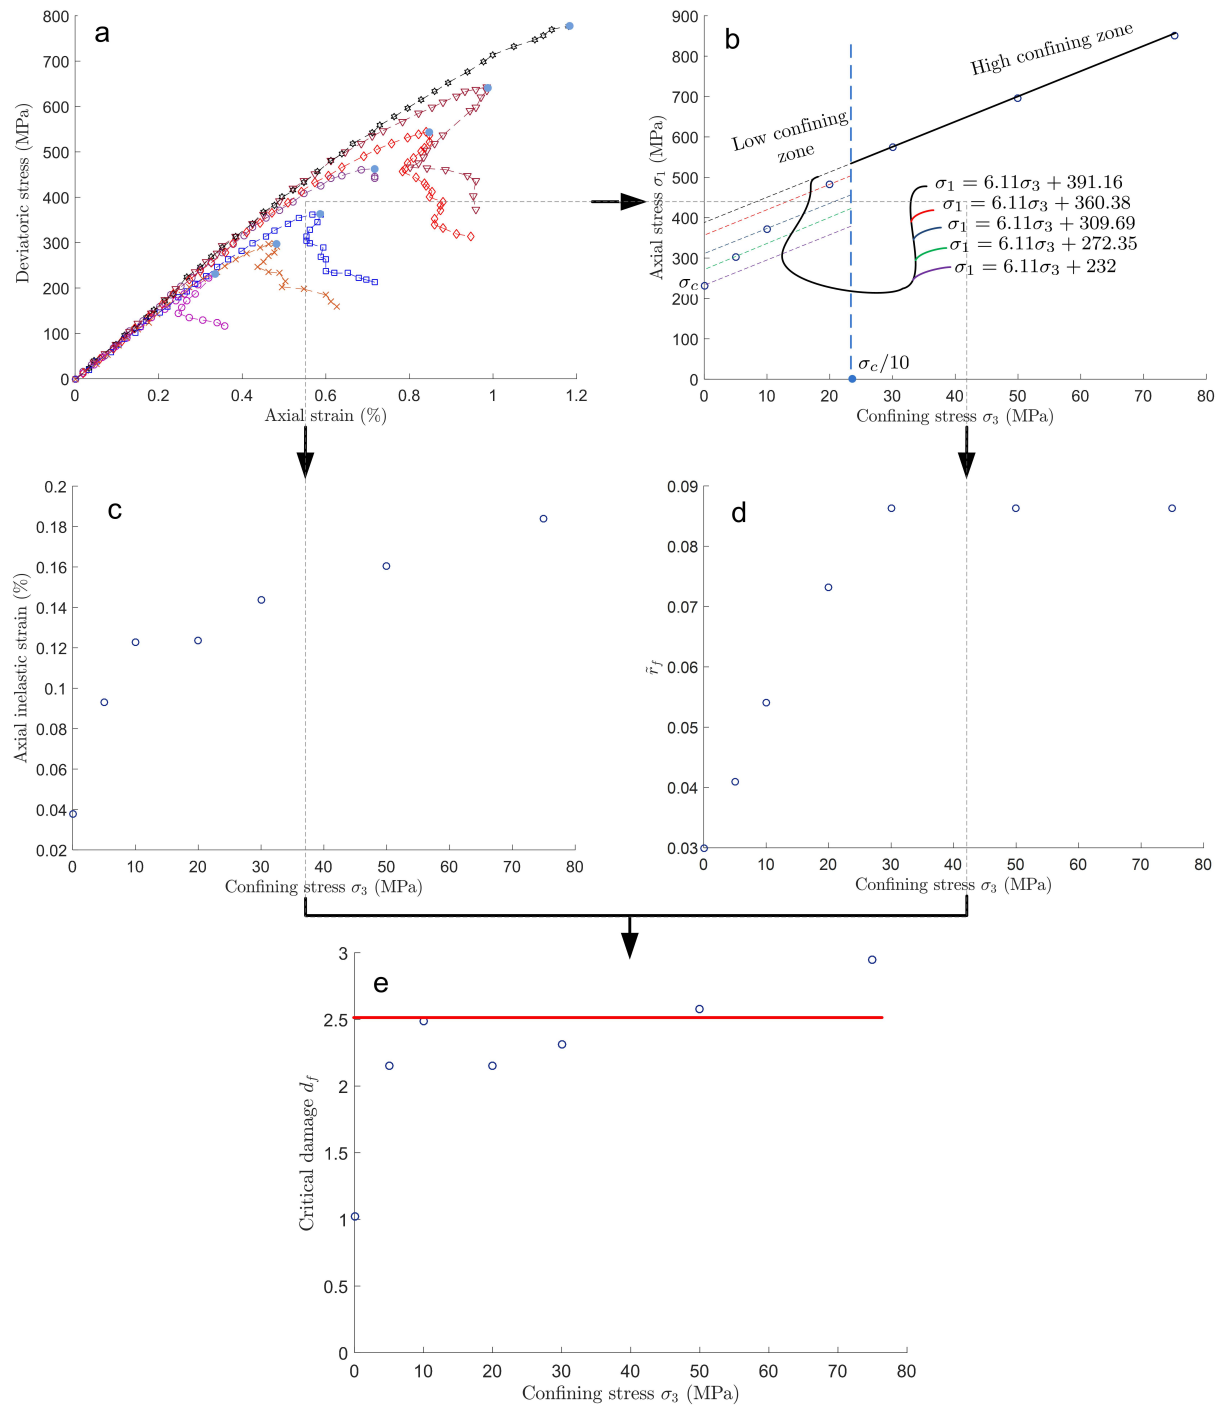 a
800
700
600
500
400
300
200
100
0
Deviatoric stress (MPa)
0 0.2 0.4 0.6 0.8 1 1.2
Axial strain (%)
b
900
800
700
600
500
400
300
200
100
0
σc
Axial stress σ1 (MPa)
Low confining
zone
High confining zone
σ1 = 6.11σ3 + 391.16
σ1 = 6.11σ3 + 360.38
σ1 = 6.11σ3 + 309.69
σ1 = 6.11σ3 + 272.35
σ1 = 6.11σ3 + 232
σc/10
0 10 20 30 40 50 60 70 80
Confining stress σ3 (MPa)
c
0.2
0.18
0.16
0.14
0.12
0.1
0.08
0.06
0.04
0.02
Axial inelastic strain (%)
0 10 20 30 40 50 60 70 80
Confining stress σ3 (MPa)
d
0.09
0.08
0.07
0.06
0.05
0.04
0.03
r̃f
0 10 20 30 40 50 60 70 80
Confining stress σ3 (MPa)
e
3
2.5
2
1.5
1
0.5
0
Critical damage df
0 10 20 30 40 50 60 70 80
Confining stress σ3 (MPa)